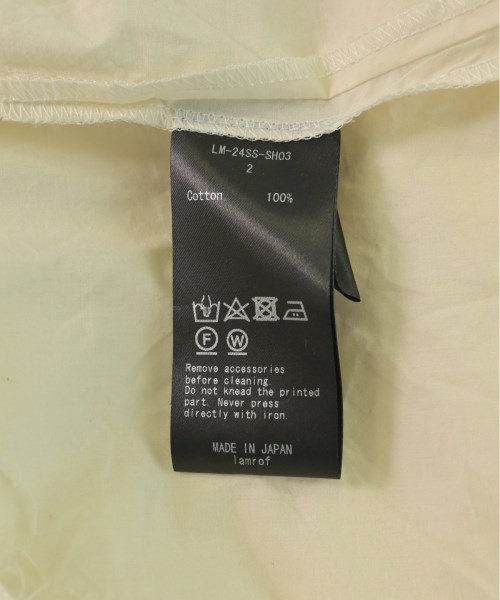 LM-24SS-SH03
2
Cotton 100%
F W
Remove accessories
before cleaning.
Do not knead the printed
part. Never press
directly with iron.
MADE IN JAPAN
lamrof